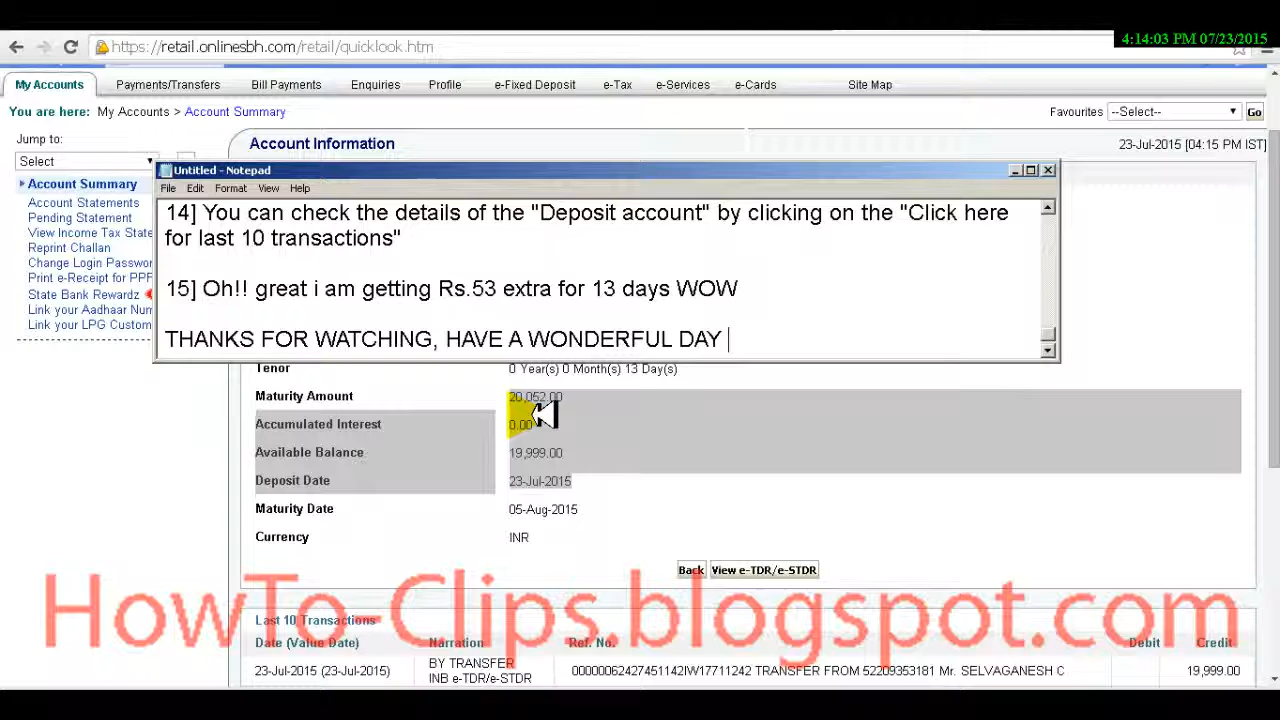 https://retail.onlinesbh.com/retail/quicklook.htm
4:14:03 PM 07/23/2015
My Accounts Payments/Transfers Bill Payments Enquiries Profile e-Fixed Deposit e-Tax e-Services e-Cards Site Map
You are here: My Accounts > Account Summary
Favourites --Select-- Go
Jump to:
Select
Account Information
23-Jul-2015 [04:15 PM IST]
Account Summary
Account Statements
Pending Statement
View Income Tax State
Reprint Challan
Change Login Passwor
Print e-Receipt for PPF
State Bank Rewardz
Link your Aadhaar Num
Link your LPG Custom
Untitled - Notepad
File Edit Format View Help
14] You can check the details of the "Deposit account" by clicking on the "Click here
for last 10 transactions"
15] Oh!! great i am getting Rs.53 extra for 13 days WOW
THANKS FOR WATCHING, HAVE A WONDERFUL DAY
Tenor 0 Year(s) 0 Month(s) 13 Day(s)
Maturity Amount 20,052.00
Accumulated Interest 0.00
Available Balance 19,999.00
Deposit Date 23-Jul-2015
Maturity Date 05-Aug-2015
Currency INR
Back View e-TDR/e-STDR
HowTo-Clips.blogspot.com
Last 10 Transactions
Date (Value Date) Narration Ref. No. Debit Credit
23-Jul-2015 (23-Jul-2015) BY TRANSFER 00000062427451142IW17711242 TRANSFER FROM 52209353181 Mr. SELVAGANESH C 19,999.00
INB e-TDR/e-STDR